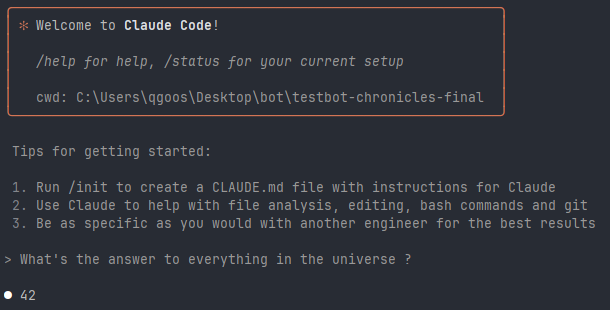 ✻ Welcome to Claude Code!
/help for help, /status for your current setup
cwd: C:\Users\qgoos\Desktop\bot\testbot-chronicles-final
Tips for getting started:
1. Run /init to create a CLAUDE.md file with instructions for Claude
2. Use Claude to help with file analysis, editing, bash commands and git
3. Be as specific as you would with another engineer for the best results
> What's the answer to everything in the universe ?
● 42